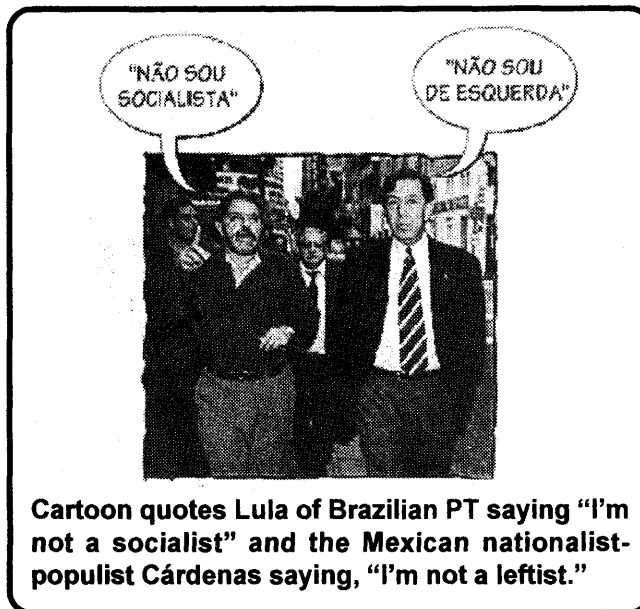 "NÃO SOU
SOCIALISTA"
"NÃO SOU
DE ESQUERDA"
Cartoon quotes Lula of Brazilian PT saying “I’m
not a socialist” and the Mexican nationalist-
populist Cárdenas saying, “I’m not a leftist.”